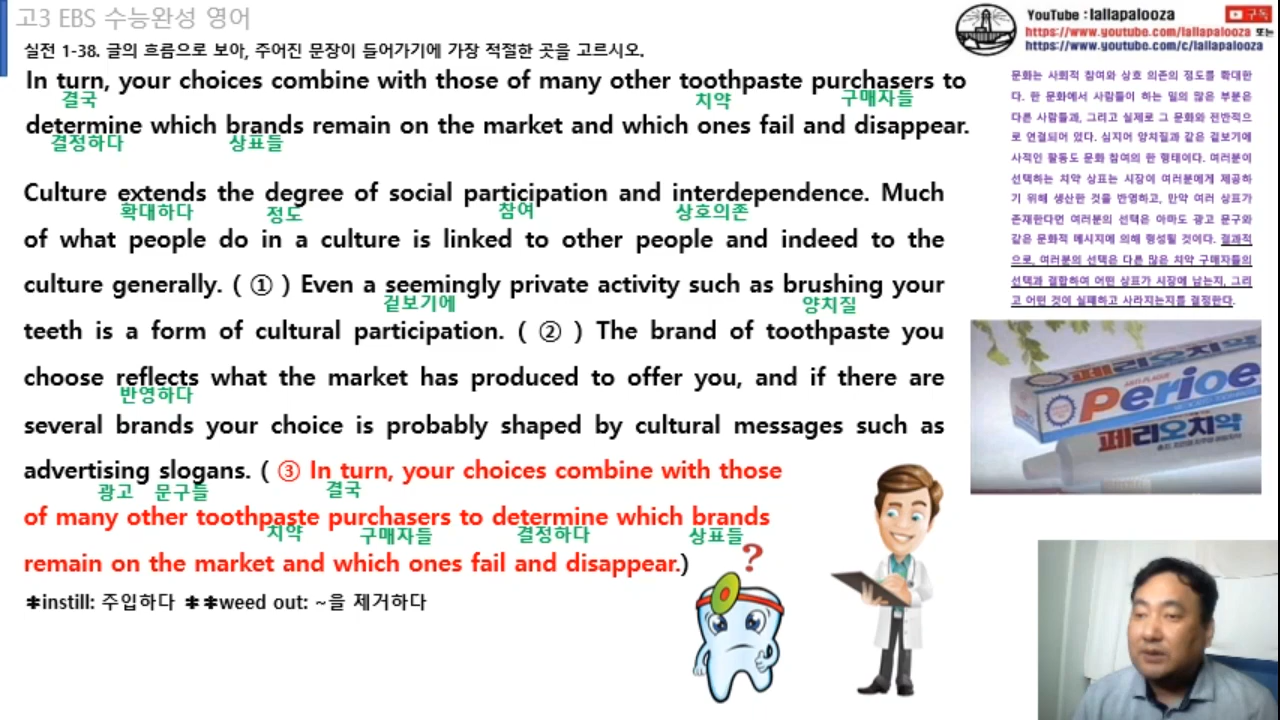 고3 EBS 수능완성 영어
실전 1-38. 글의 흐름으로 보아, 주어진 문장이 들어가기에 가장 적절한 곳을 고르시오.
In turn, your choices combine with those of many other toothpaste purchasers to
결국 치약 구매자들
determine which brands remain on the market and which ones fail and disappear.
결정하다 상표들
Culture extends the degree of social participation and interdependence. Much
확대하다 정도 참여 상호의존
of what people do in a culture is linked to other people and indeed to the
culture generally. ( ① ) Even a seemingly private activity such as brushing your
겉보기에 양치질
teeth is a form of cultural participation. ( ② ) The brand of toothpaste you
choose reflects what the market has produced to offer you, and if there are
반영하다
several brands your choice is probably shaped by cultural messages such as
advertising slogans. ( ③ In turn, your choices combine with those
광고 문구들 결국
of many other toothpaste purchasers to determine which brands
치약 구매자들 결정하다 상표들
remain on the market and which ones fail and disappear.)
*instill: 주입하다 **weed out: ~을 제거하다
YouTube : lallapalooza
구독
https://www.youtube.com/lallapalooza 또는
https://www.youtube.com/c/lallapalooza
문화는 사회적 참여와 상호 의존의 정도를 확대한
다. 한 문화에서 사람들이 하는 일의 많은 부분은
다른 사람들과, 그리고 실제로 그 문화와 전반적으
로 연결되어 있다. 심지어 양치질과 같은 겉보기에
사적인 활동도 문화 참여의 한 형태이다. 여러분이
선택하는 치약 상표는 시장이 여러분에게 제공하
기 위해 생산한 것을 반영하고, 만약 여러 상표가
존재한다면 여러분의 선택은 아마도 광고 문구와
같은 문화적 메시지에 의해 형성될 것이다. 결과적
으로, 여러분의 선택은 다른 많은 치약 구매자들의
선택과 결합하여 어떤 상표가 시장에 남는지, 그리
고 어떤 것이 실패하고 사라지는지를 결정한다.
페리오치약
ANTI-PLAQUE
Perioe
페리오치약
?